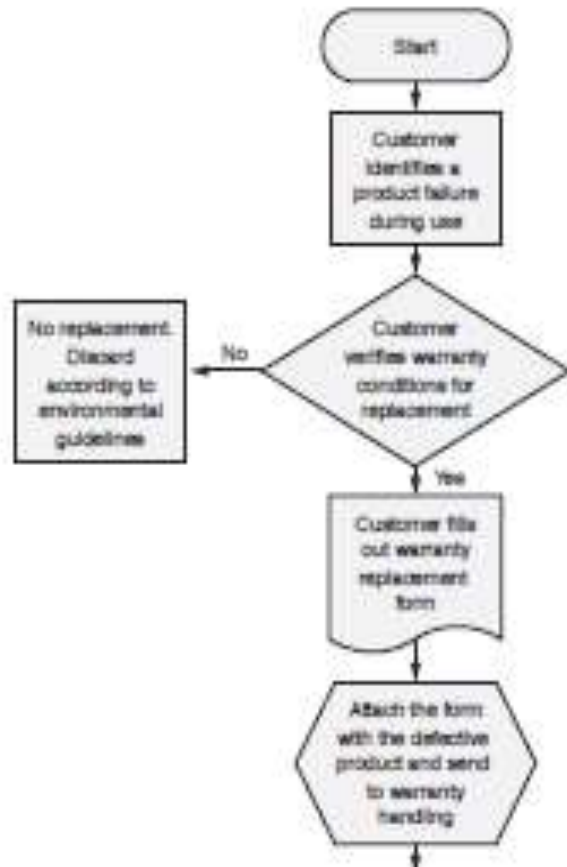 Start
Customer
identifies a
product failure
during use
Customer
verifies warranty
conditions for
replacement
No
No replacement.
Discard
according to
environmental
guidelines
Yes
Customer fills
out warranty
replacement
form
Attach the form
with the defective
product and send
to warranty
handling